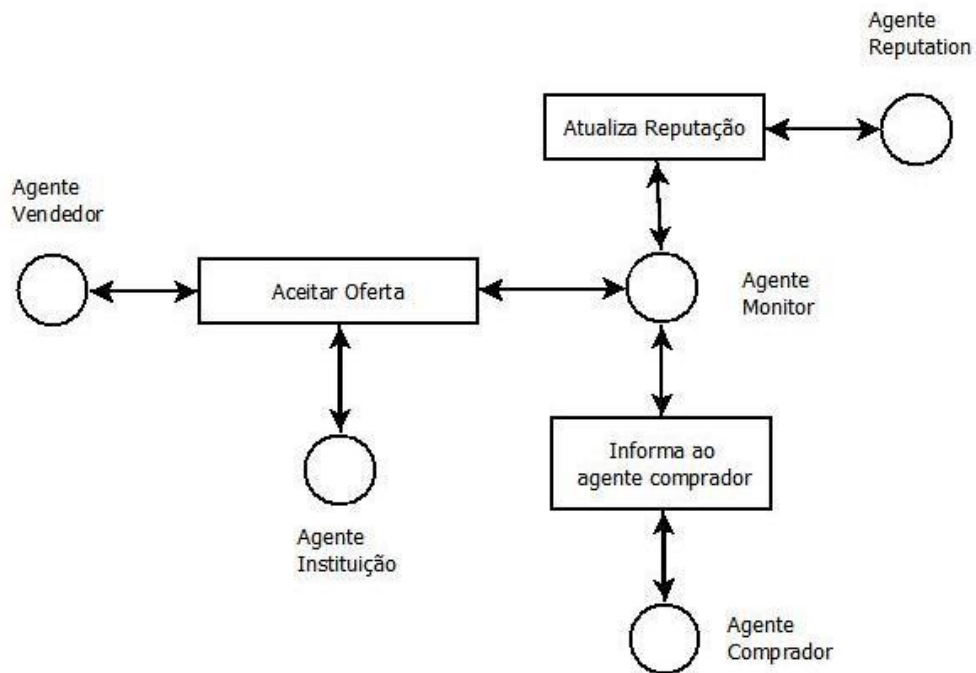 Agente
Reputation
Atualiza Reputação
Agente
Vendedor
Aceitar Oferta
Agente
Monitor
Informa ao
agente comprador
Agente
Instituição
Agente
Comprador